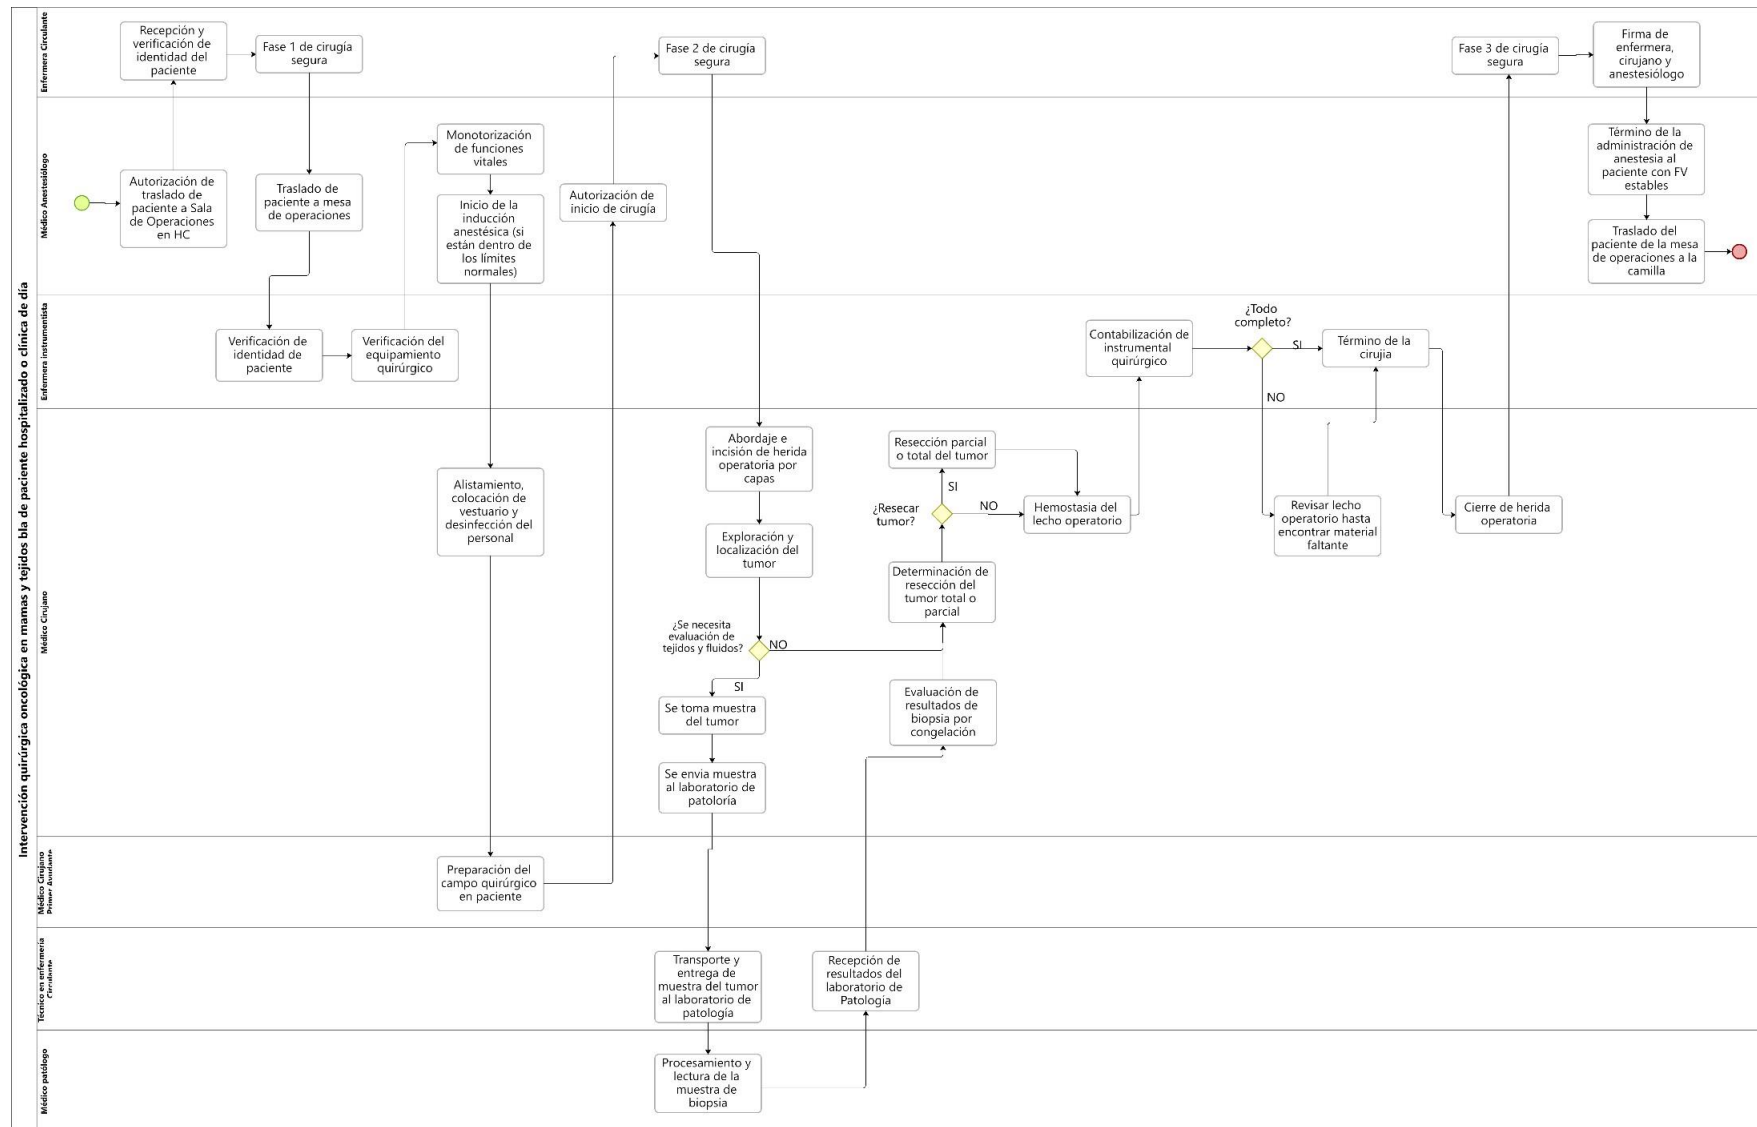 Intervención quirúrgica oncológica en mamas y tejidos bla de paciente hospitalizado o clínica de día
Enfermera Circulante
Recepción y
verificación de
identidad del
paciente
Fase 1 de cirugía
segura
Fase 2 de cirugía
segura
Fase 3 de cirugía
segura
Firma de
enfermera,
cirujano y
anestesiólogo
Médico Anestesiólogo
Autorización de
traslado de
paciente a Sala
de Operaciones
en HC
Traslado de
paciente a mesa
de operaciones
Monotorización
de funciones
vitales
Inicio de la
inducción
anestésica (si
están dentro de
los límites
normales)
Autorización de
inicio de cirugía
Término de la
administración de
anestesia al
paciente con FV
estables
Traslado del
paciente de la mesa
de operaciones a la
camilla
Enfermera instrumentista
Verificación de
identidad de
paciente
Verificación del
equipamiento
quirúrgico
Contabilización de
instrumental
quirúrgico
¿Todo
completo?
SI
NO
Término de la
cirujia
Médico Cirujano
Alistamiento,
colocación de
vestuario y
desinfección del
personal
Abordaje e
incisión de herida
operatoria por
capas
Exploración y
localización del
tumor
¿Se necesita
evaluación de
tejidos y fluidos?
NO
SI
Se toma muestra
del tumor
Se envia muestra
al laboratorio de
patoloría
Resección parcial
o total del tumor
SI
¿Resecar
tumor?
NO
Hemostasia del
lecho operatorio
Determinación de
resección del
tumor total o
parcial
Evaluación de
resultados de
biopsia por
congelación
Revisar lecho
operatorio hasta
encontrar material
faltante
Cierre de herida
operatoria
Médico Cirujano
Primer Ayudante
Preparación del
campo quirúrgico
en paciente
Técnico en enfermería
Circulante
Transporte y
entrega de
muestra del tumor
al laboratorio de
patología
Recepción de
resultados del
laboratorio de
Patología
Médico patólogo
Procesamiento y
lectura de la
muestra de
biopsia